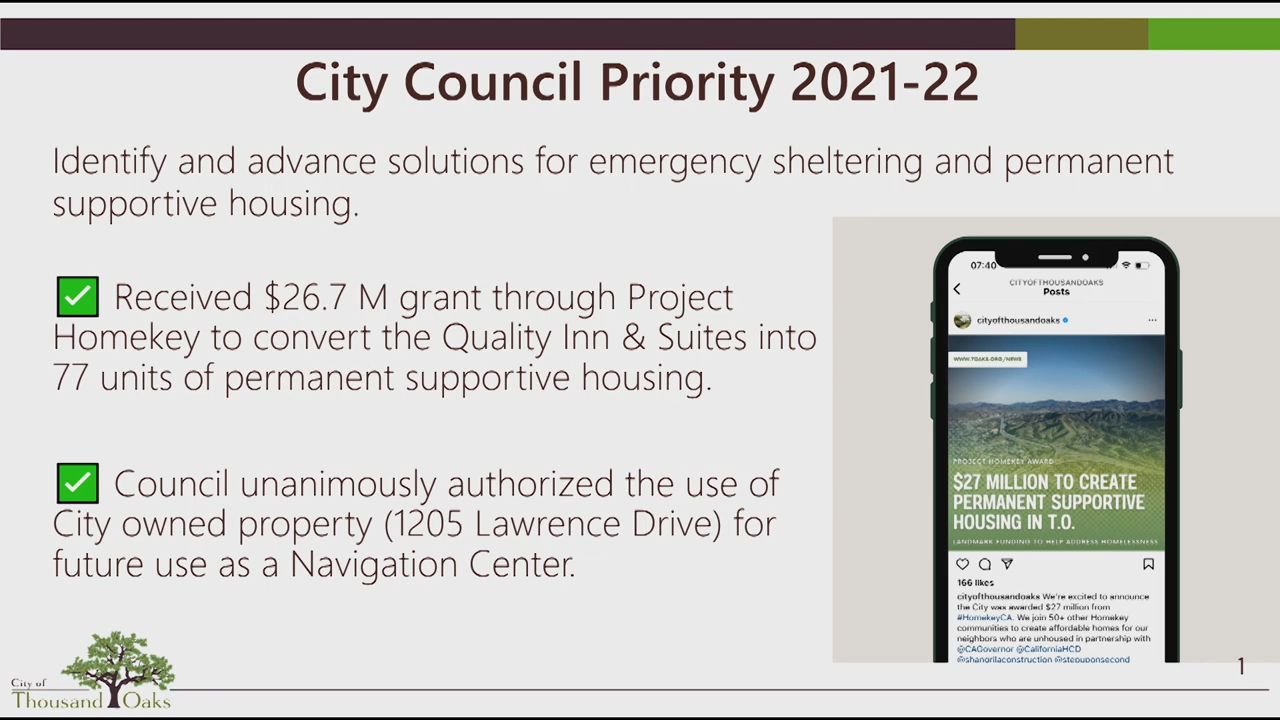 City Council Priority 2021-22
Identify and advance solutions for emergency sheltering and permanent
supportive housing.
Received $26.7 M grant through Project
Homekey to convert the Quality Inn & Suites into
77 units of permanent supportive housing.
Council unanimously authorized the use of
City owned property (1205 Lawrence Drive) for
future use as a Navigation Center.
07:40
CITYOFTHOUSANDOAKS
Posts
cityofthousandoaks
WWW.TOAKS.ORG/NEWS
PROJECT HOMEKEY AWARD
$27 MILLION TO CREATE
PERMANENT SUPPORTIVE
HOUSING IN T.O.
LANDMARK FUNDING TO HELP ADDRESS HOMELESSNESS
166 likes
cityofthousandoaks We're excited to announce
the City was awarded $27 million from
#HomekeyCA. We join 50+ other Homekey
communities to create affordable homes for our
neighbors who are unhoused in partnership with
@CAGovernor @CaliforniaHCD
@shangrilaconstruction @stepuponsecond
1
City of
Thousand Oaks